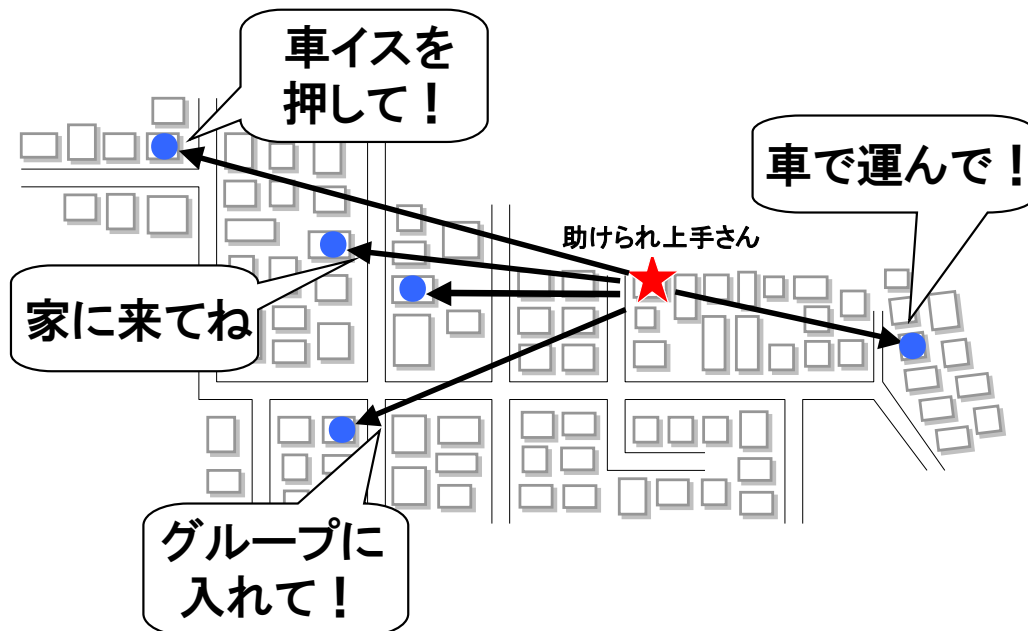 車イスを
押して！
車で運んで！
助けられ上手さん
家に来てね
グループに
入れて！